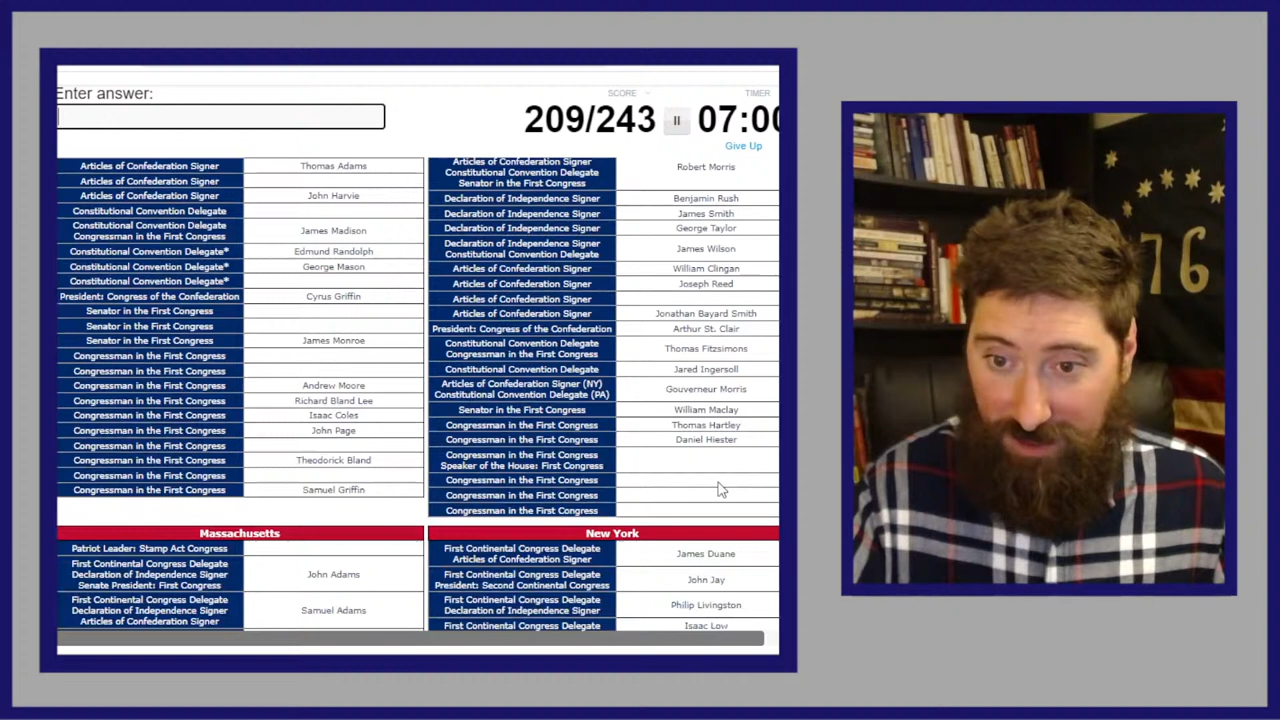 Enter answer:
SCORE
TIMER
209/243
07:00
Give Up
Articles of Confederation Signer Thomas Adams
Articles of Confederation Signer
Articles of Confederation Signer John Harvie
Constitutional Convention Delegate
Constitutional Convention Delegate
Congressman in the First Congress
James Madison
Constitutional Convention Delegate* Edmund Randolph
Constitutional Convention Delegate* George Mason
Constitutional Convention Delegate*
President: Congress of the Confederation Cyrus Griffin
Senator in the First Congress
Senator in the First Congress
Senator in the First Congress James Monroe
Congressman in the First Congress
Congressman in the First Congress
Congressman in the First Congress Andrew Moore
Congressman in the First Congress Richard Bland Lee
Congressman in the First Congress Isaac Coles
Congressman in the First Congress John Page
Congressman in the First Congress
Congressman in the First Congress Theodorick Bland
Congressman in the First Congress
Congressman in the First Congress Samuel Griffin
Articles of Confederation Signer
Constitutional Convention Delegate
Senator in the First Congress
Robert Morris
Declaration of Independence Signer Benjamin Rush
Declaration of Independence Signer James Smith
Declaration of Independence Signer George Taylor
Declaration of Independence Signer
Constitutional Convention Delegate
James Wilson
Articles of Confederation Signer William Clingan
Articles of Confederation Signer Joseph Reed
Articles of Confederation Signer
Articles of Confederation Signer Jonathan Bayard Smith
President: Congress of the Confederation Arthur St. Clair
Constitutional Convention Delegate
Congressman in the First Congress
Thomas Fitzsimons
Constitutional Convention Delegate Jared Ingersoll
Articles of Confederation Signer (NY)
Constitutional Convention Delegate (PA)
Gouverneur Morris
Senator in the First Congress William Maclay
Congressman in the First Congress Thomas Hartley
Congressman in the First Congress Daniel Hiester
Congressman in the First Congress
Speaker of the House: First Congress
Congressman in the First Congress
Congressman in the First Congress
Congressman in the First Congress
Massachusetts
Patriot Leader: Stamp Act Congress
First Continental Congress Delegate
Declaration of Independence Signer
Senate President: First Congress
John Adams
First Continental Congress Delegate
Declaration of Independence Signer
Articles of Confederation Signer
Samuel Adams
New York
First Continental Congress Delegate
Articles of Confederation Signer
James Duane
First Continental Congress Delegate
President: Second Continental Congress
John Jay
First Continental Congress Delegate
Declaration of Independence Signer
Philip Livingston
First Continental Congress Delegate Isaac Low
76